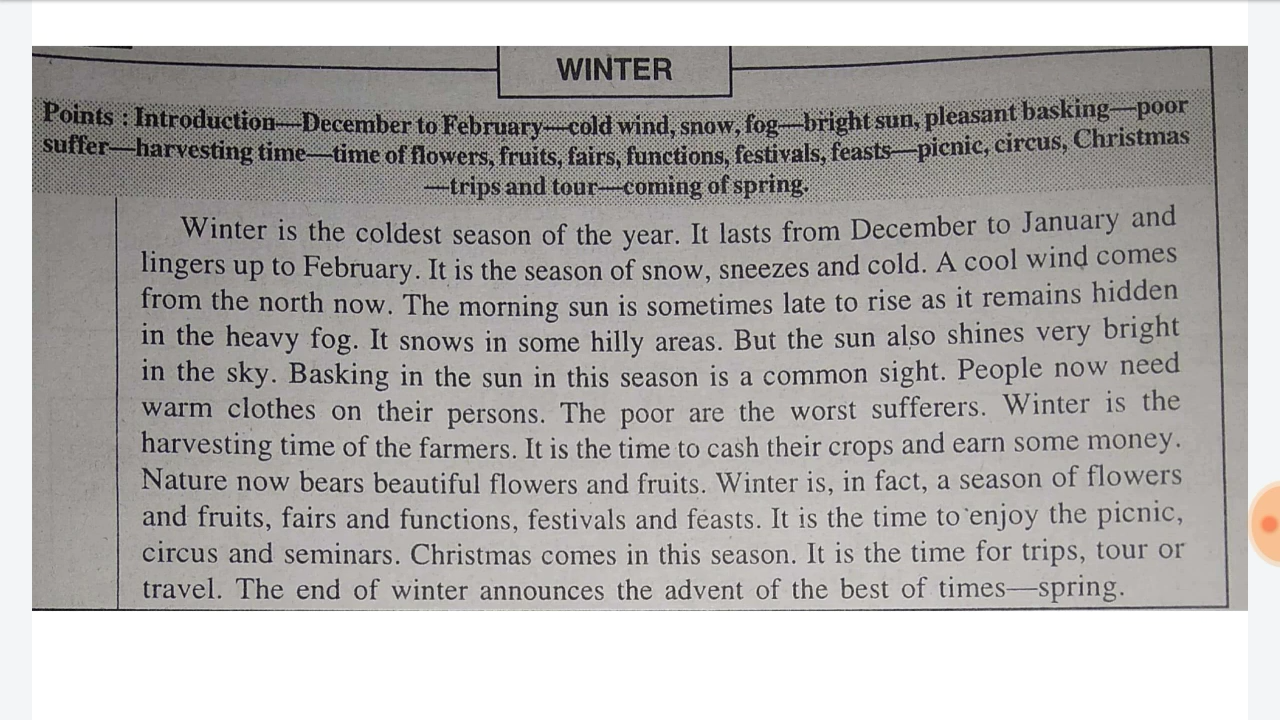 WINTER
Points : Introduction—December to February—cold wind, snow, fog—bright sun, pleasant basking—poor
suffer—harvesting time—time of flowers, fruits, fairs, functions, festivals, feasts—picnic, circus, Christmas
—trips and tour—coming of spring.
Winter is the coldest season of the year. It lasts from December to January and
lingers up to February. It is the season of snow, sneezes and cold. A cool wind comes
from the north now. The morning sun is sometimes late to rise as it remains hidden
in the heavy fog. It snows in some hilly areas. But the sun also shines very bright
in the sky. Basking in the sun in this season is a common sight. People now need
warm clothes on their persons. The poor are the worst sufferers. Winter is the
harvesting time of the farmers. It is the time to cash their crops and earn some money.
Nature now bears beautiful flowers and fruits. Winter is, in fact, a season of flowers
and fruits, fairs and functions, festivals and feasts. It is the time to enjoy the picnic,
circus and seminars. Christmas comes in this season. It is the time for trips, tour or
travel. The end of winter announces the advent of the best of times—spring.